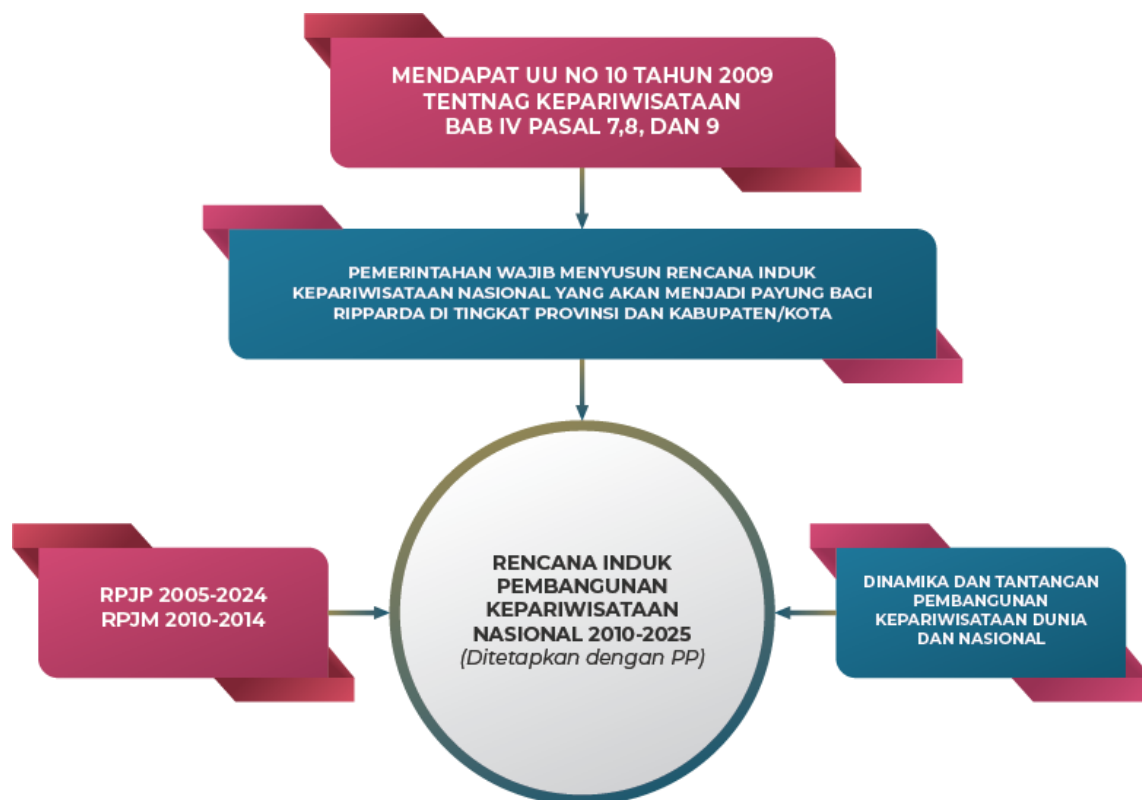 MENDAPAT UU NO 10 TAHUN 2009
TENTNAG KEPARIWISATAAN
BAB IV PASAL 7,8, DAN 9
PEMERINTAHAN WAJIB MENYUSUN RENCANA INDUK
KEPARIWISATAAN NASIONAL YANG AKAN MENJADI PAYUNG BAGI
RIPPARDA DI TINGKAT PROVINSI DAN KABUPATEN/KOTA
RPJP 2005-2024
RPJM 2010-2014
RENCANA INDUK
PEMBANGUNAN
KEPARIWISATAAN
NASIONAL 2010-2025
(Ditetapkan dengan PP)
DINAMIKA DAN TANTANGAN
PEMBANGUNAN
KEPARIWISATAAN DUNIA
DAN NASIONAL